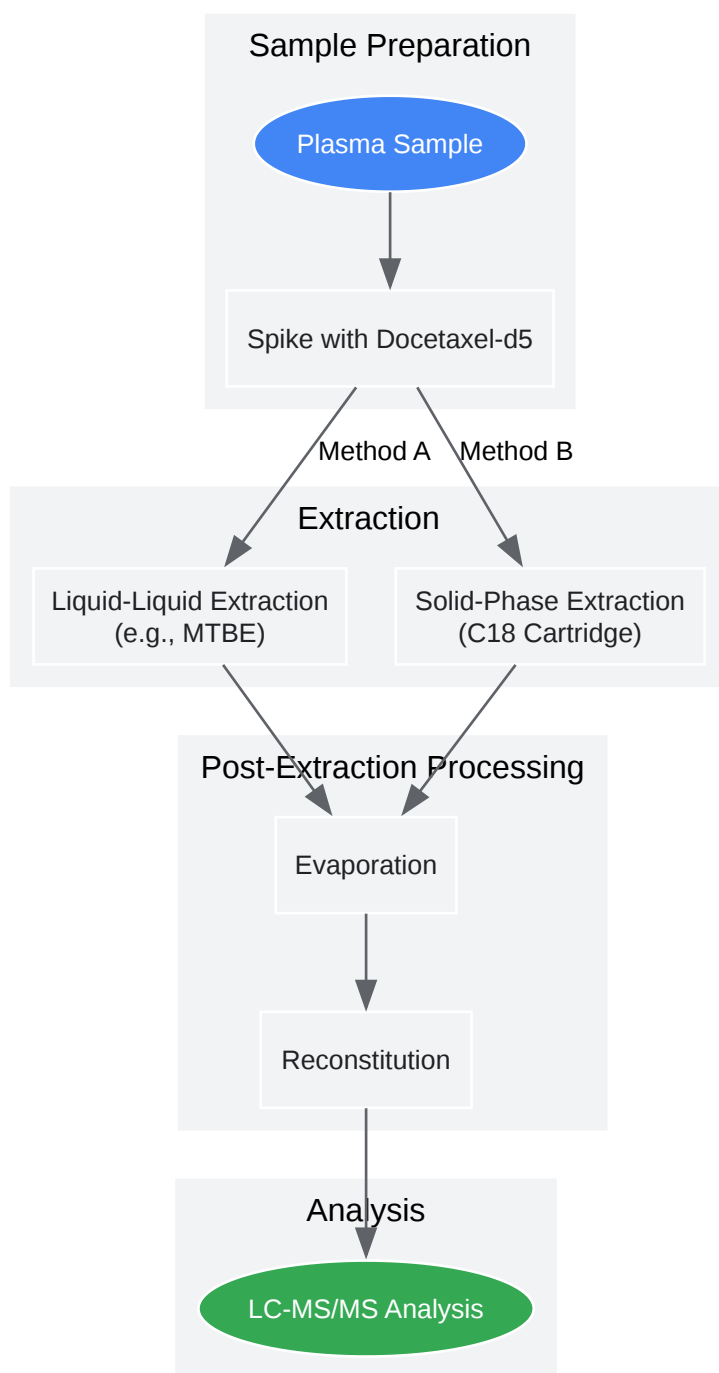 Sample Preparation
Plasma Sample
Spike with Docetaxel-d5
Method A
Method B
Extraction
Liquid-Liquid Extraction
(e.g., MTBE)
Solid-Phase Extraction
(C18 Cartridge)
Post-Extraction Processing
Evaporation
Reconstitution
Analysis
LC-MS/MS Analysis